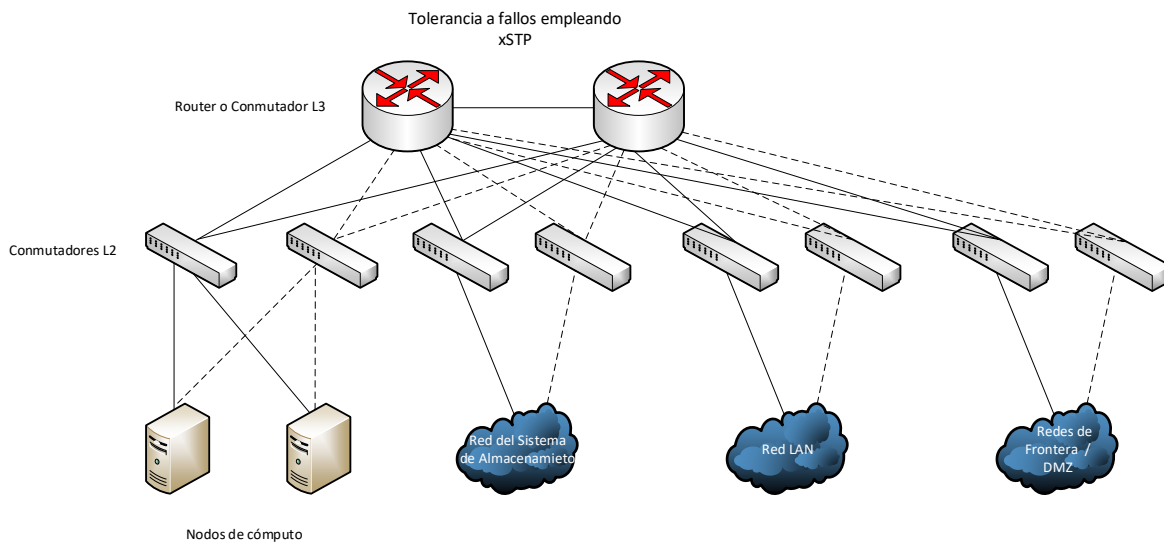 Tolerancia a fallos empleando
xSTP
Router o Conmutador L3
Conmutadores L2
Red del Sistema
de Almacenamieto
Red LAN
Redes de
Frontera /
DMZ
Nodos de cómputo